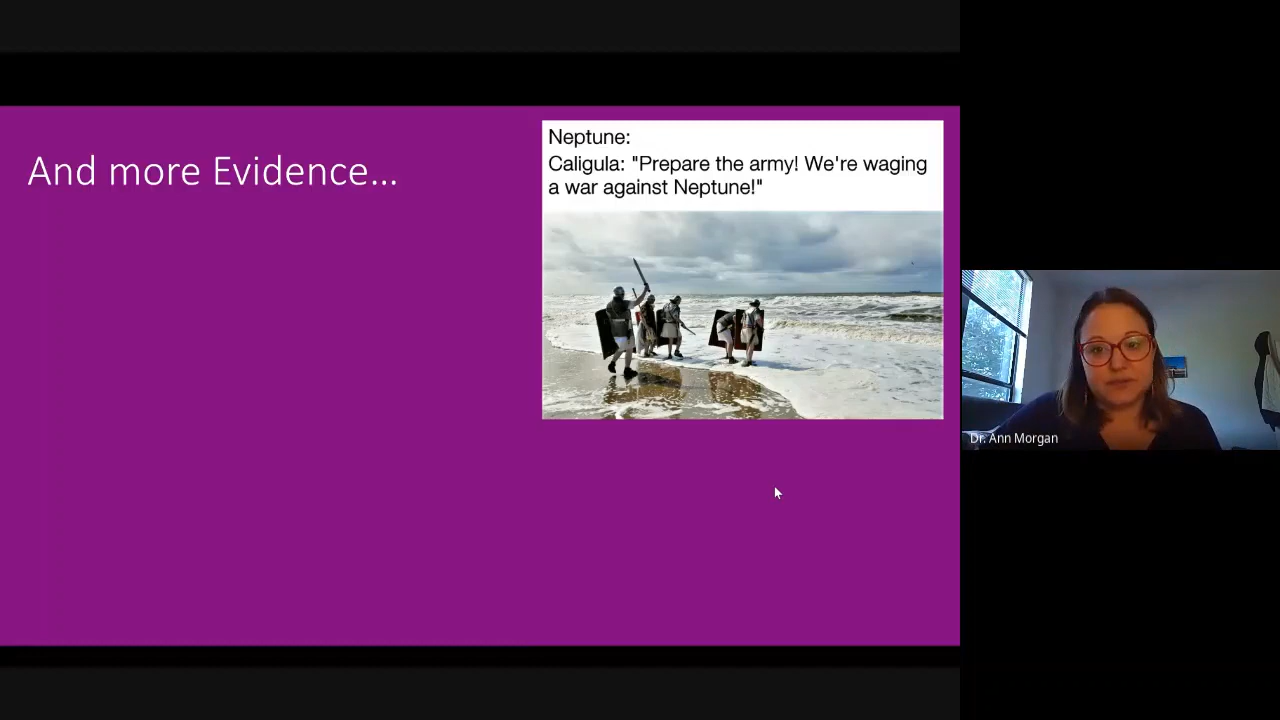 And more Evidence...
Neptune:
Caligula: "Prepare the army! We're waging
a war against Neptune!"
Dr. Ann Morgan